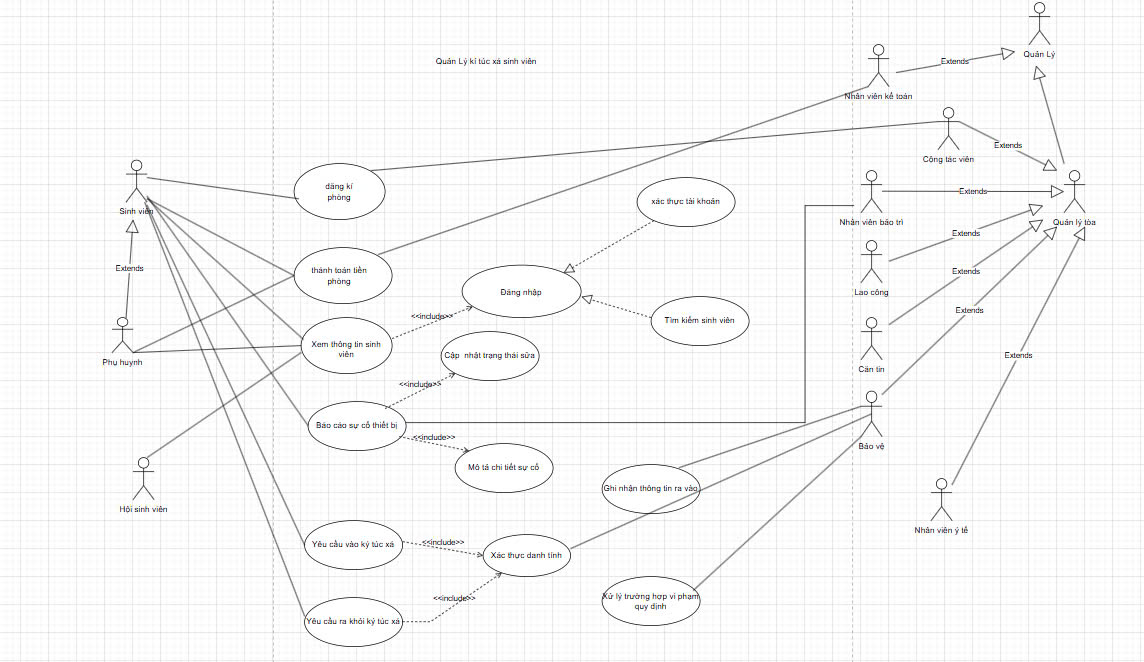 Quản Lý kí túc xá sinh viên
Quản Lý
Extends
Nhân viên kế toán
Extends
Cộng tác viên
Sinh viên
đăng kí
phòng
xác thực tài khoản
Extends
Quản lý tòa
Nhân viên bảo trì
Extends
Extends
thánh toán tiền
phòng
Đăng nhập
Extends
Lao công
Extends
<<include>>
Tìm kiếm sinh viên
Phụ huynh
Xem thông tin sinh
viên
Cập nhật trạng thái sửa
Extends
Căn tin
<<include>>
Báo cáo sự cố thiết bị
<<include>>
Bảo vệ
Mô tả chi tiết sự cố
Ghi nhận thông tin ra vào
Hội sinh viên
Nhân viên ý tế
Yêu cầu vào ký túc xá
<<include>>
Xác thực danh tính
<<include>>
Xử lý trường hợp vi phạm
quy định
Yêu cầu ra khỏi ký túc xá